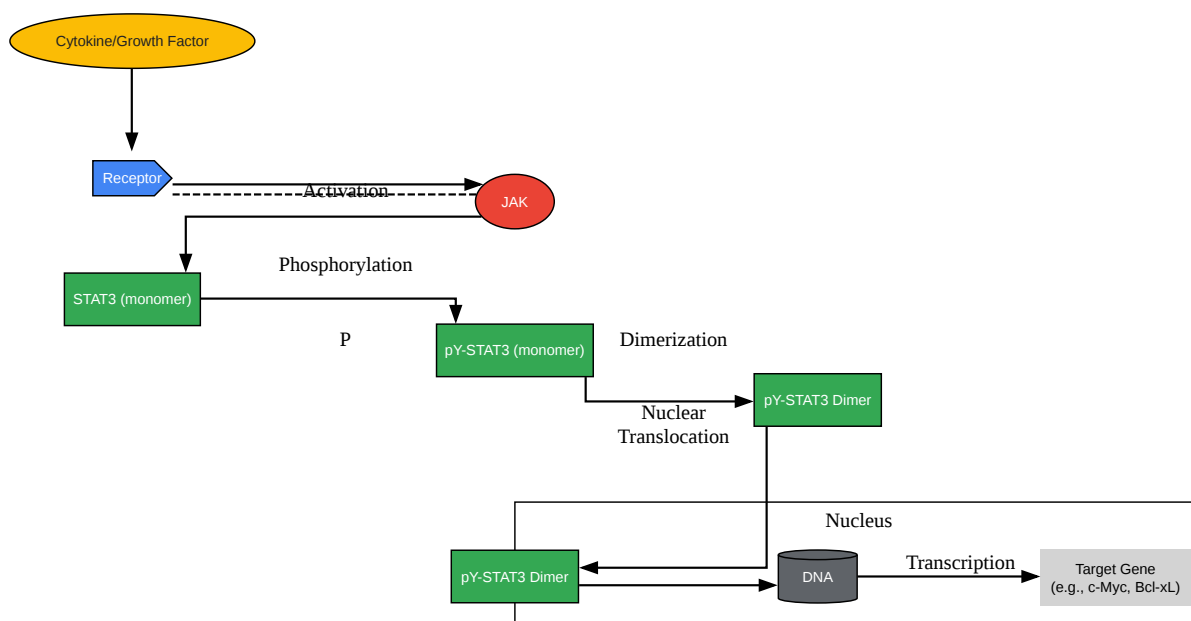 Cytokine/Growth Factor
Receptor
Activation
JAK
Phosphorylation
STAT3 (monomer)
P
pY-STAT3 (monomer)
Dimerization
pY-STAT3 Dimer
Nuclear
Translocation
Nucleus
pY-STAT3 Dimer
DNA
Transcription
Target Gene
(e.g., c-Myc, Bcl-xL)